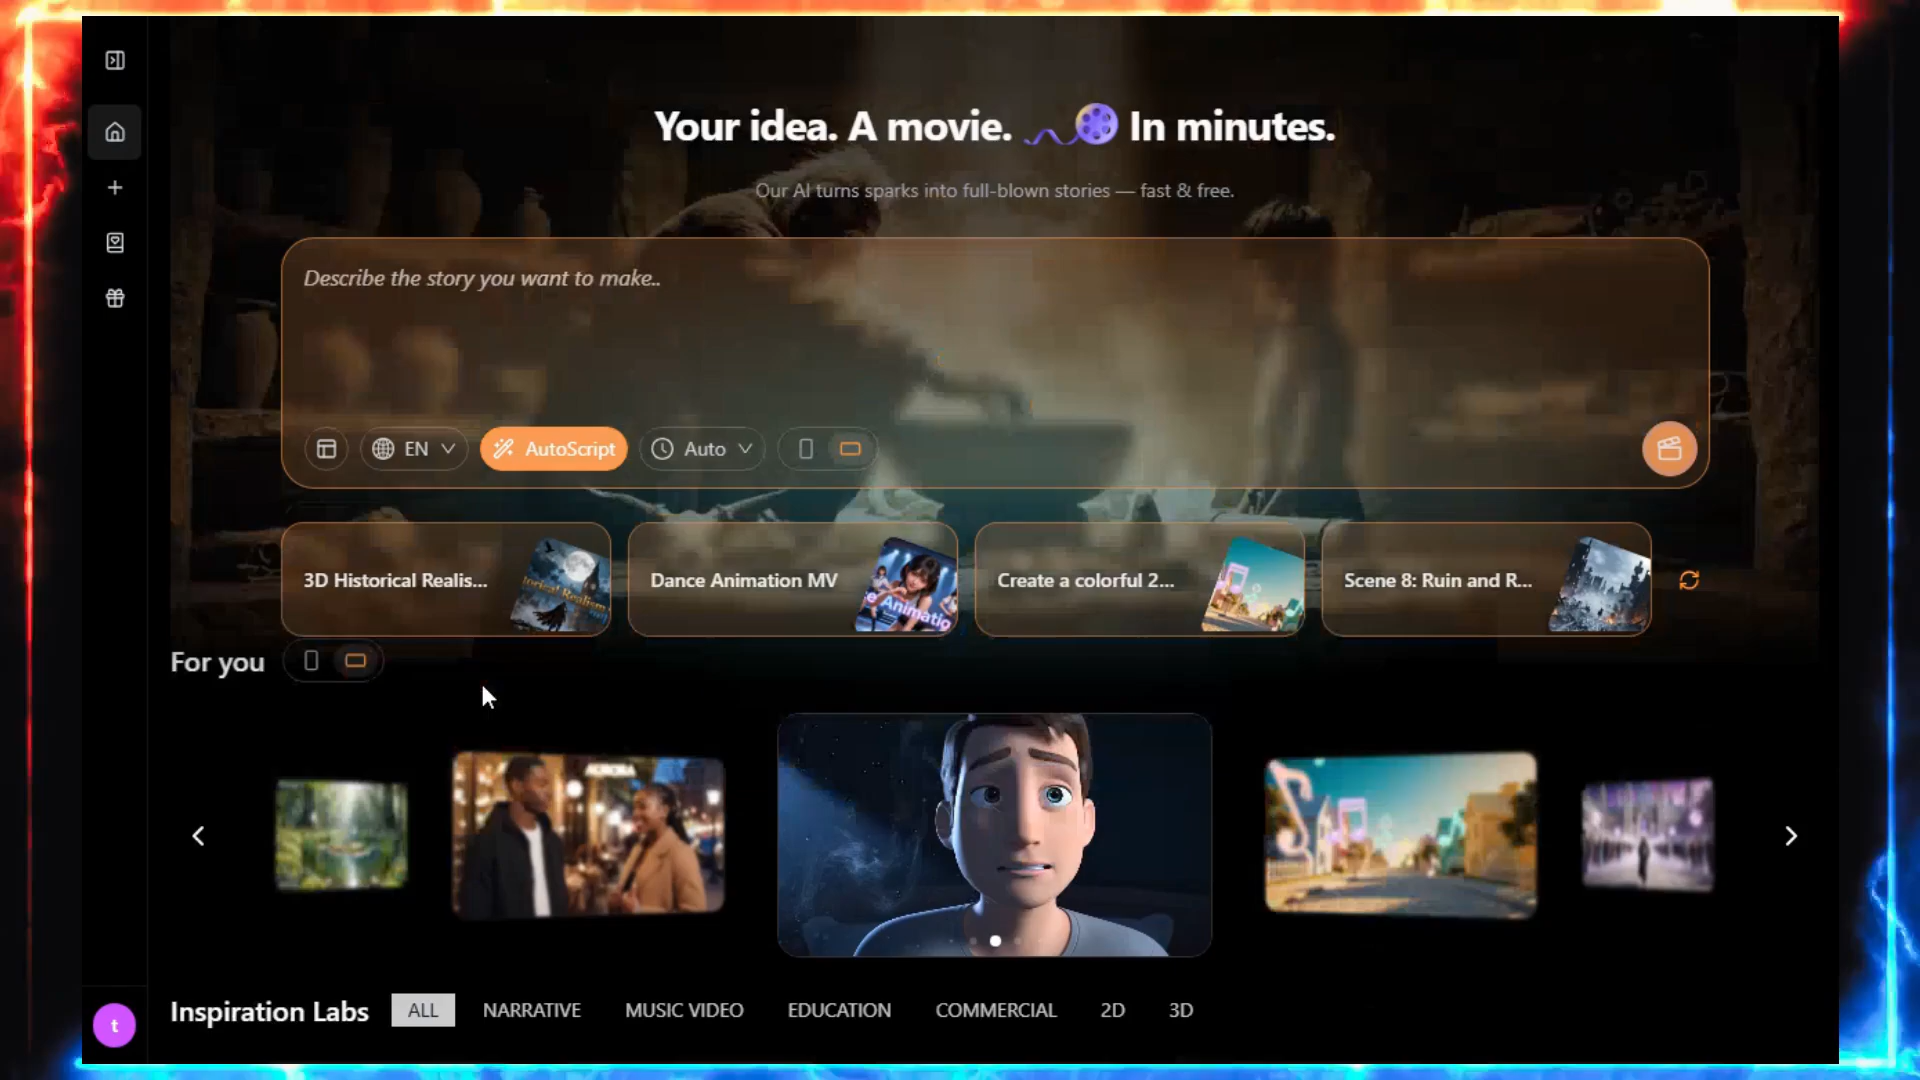 Your idea. A movie. In minutes.
Our AI turns sparks into full-blown stories — fast & free.
Describe the story you want to make..
EN
AutoScript
Auto
3D Historical Realis...
Dance Animation MV
Create a colorful 2...
Scene 8: Ruin and R...
For you
Inspiration Labs
ALL
NARRATIVE
MUSIC VIDEO
EDUCATION
COMMERCIAL
2D
3D
t